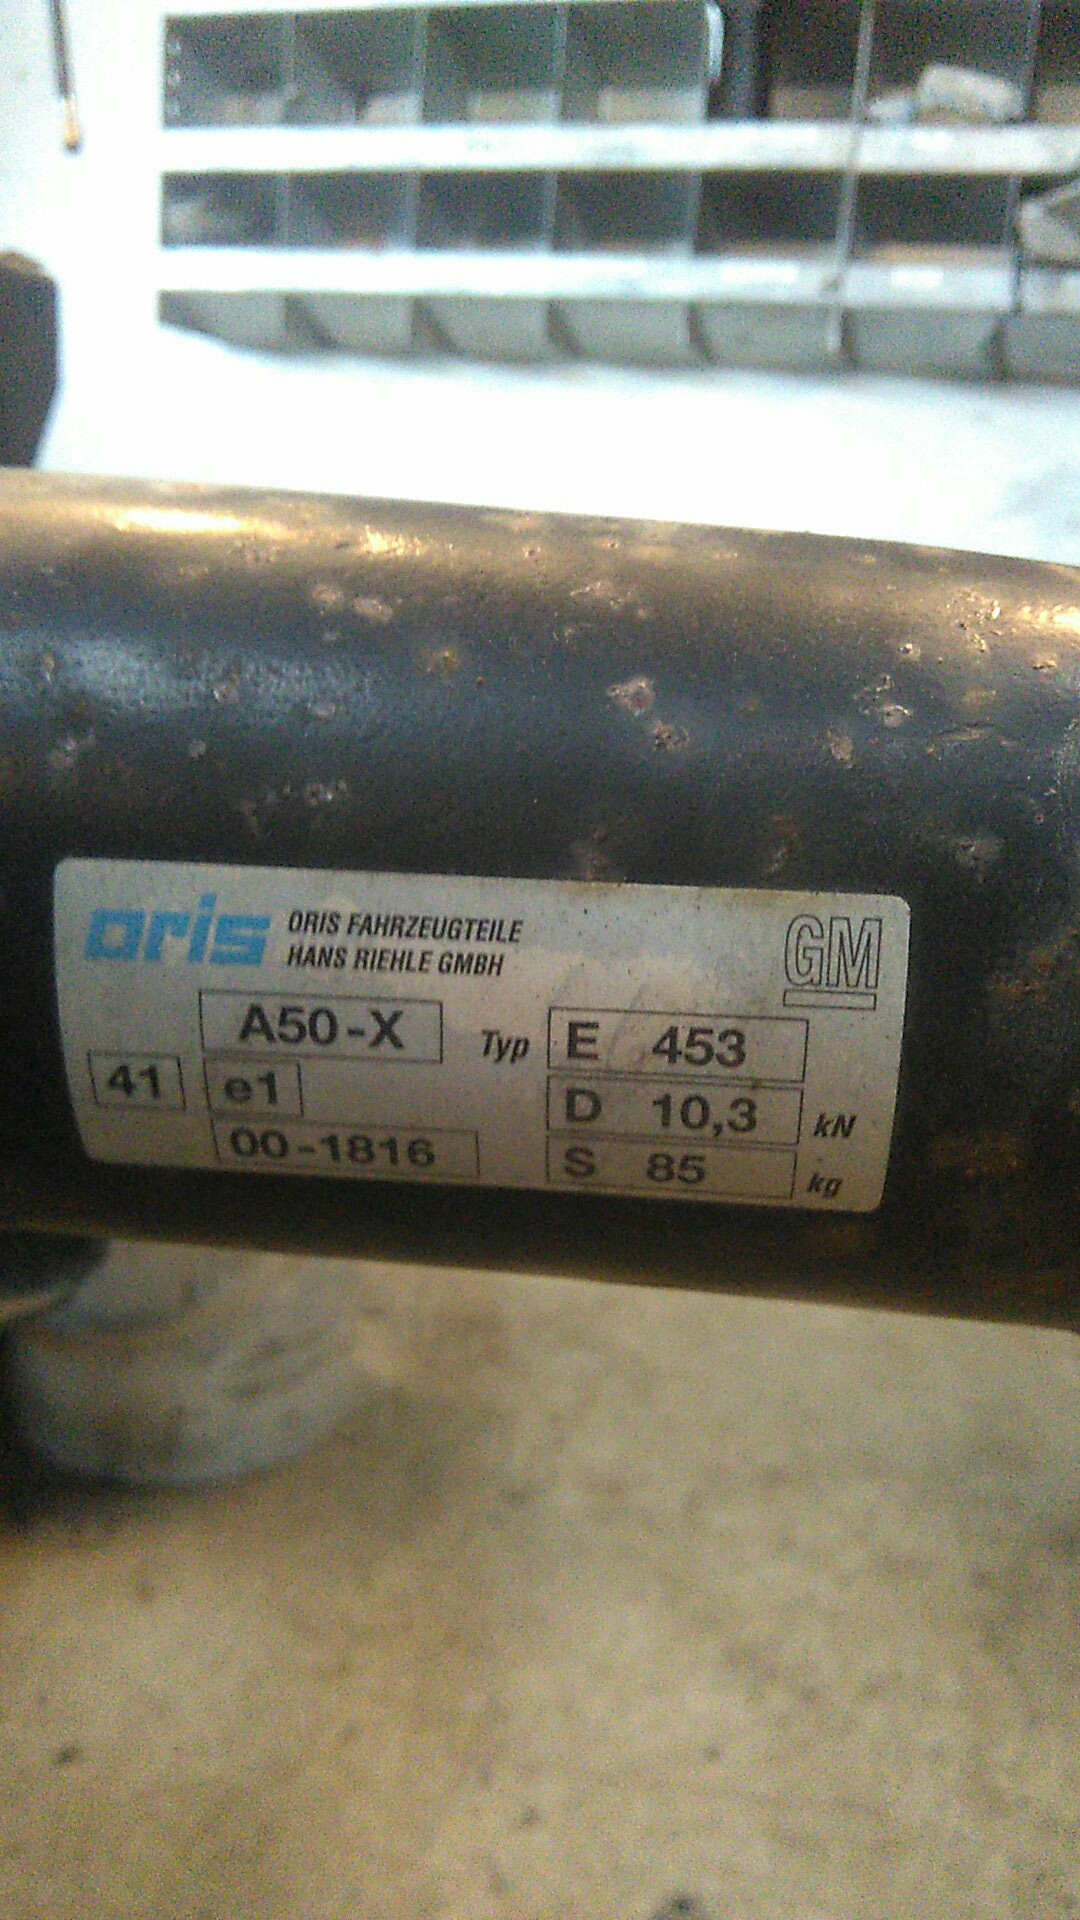 oris ORIS FAHRZEUGTEILE
HANS RIEHLE GMBH
GM
A50-X Typ E 453
41 e1 D 10,3 kN
00-1816 S 85 kg